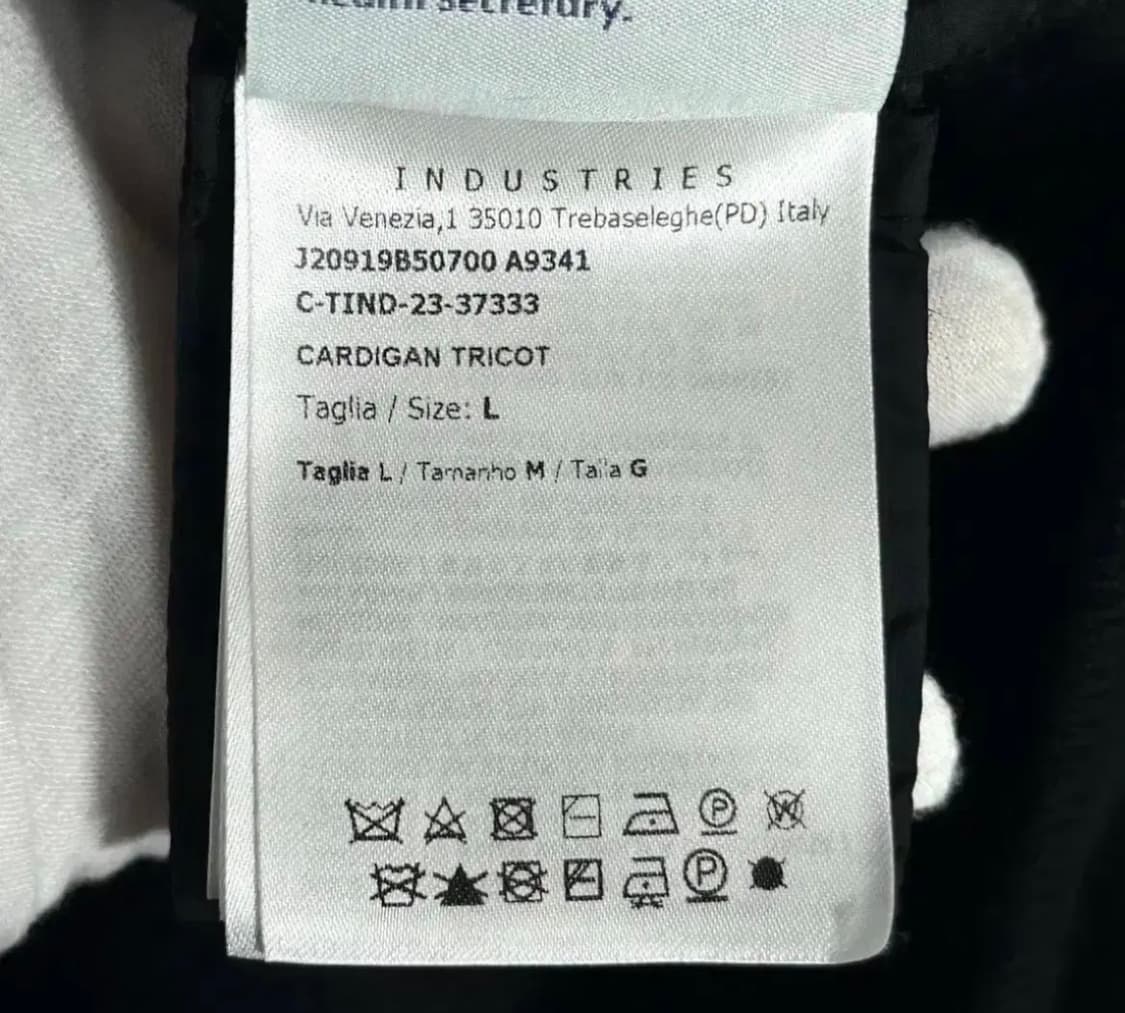 secretary.
INDUSTRIES
Via Venezia,1 35010 Trebaseleghe(PD) Italy
J20919B50700 A9341
C-TIND-23-37333
CARDIGAN TRICOT
Taglia / Size: L
Taglia L / Tamanho M / Talla G
P W
P